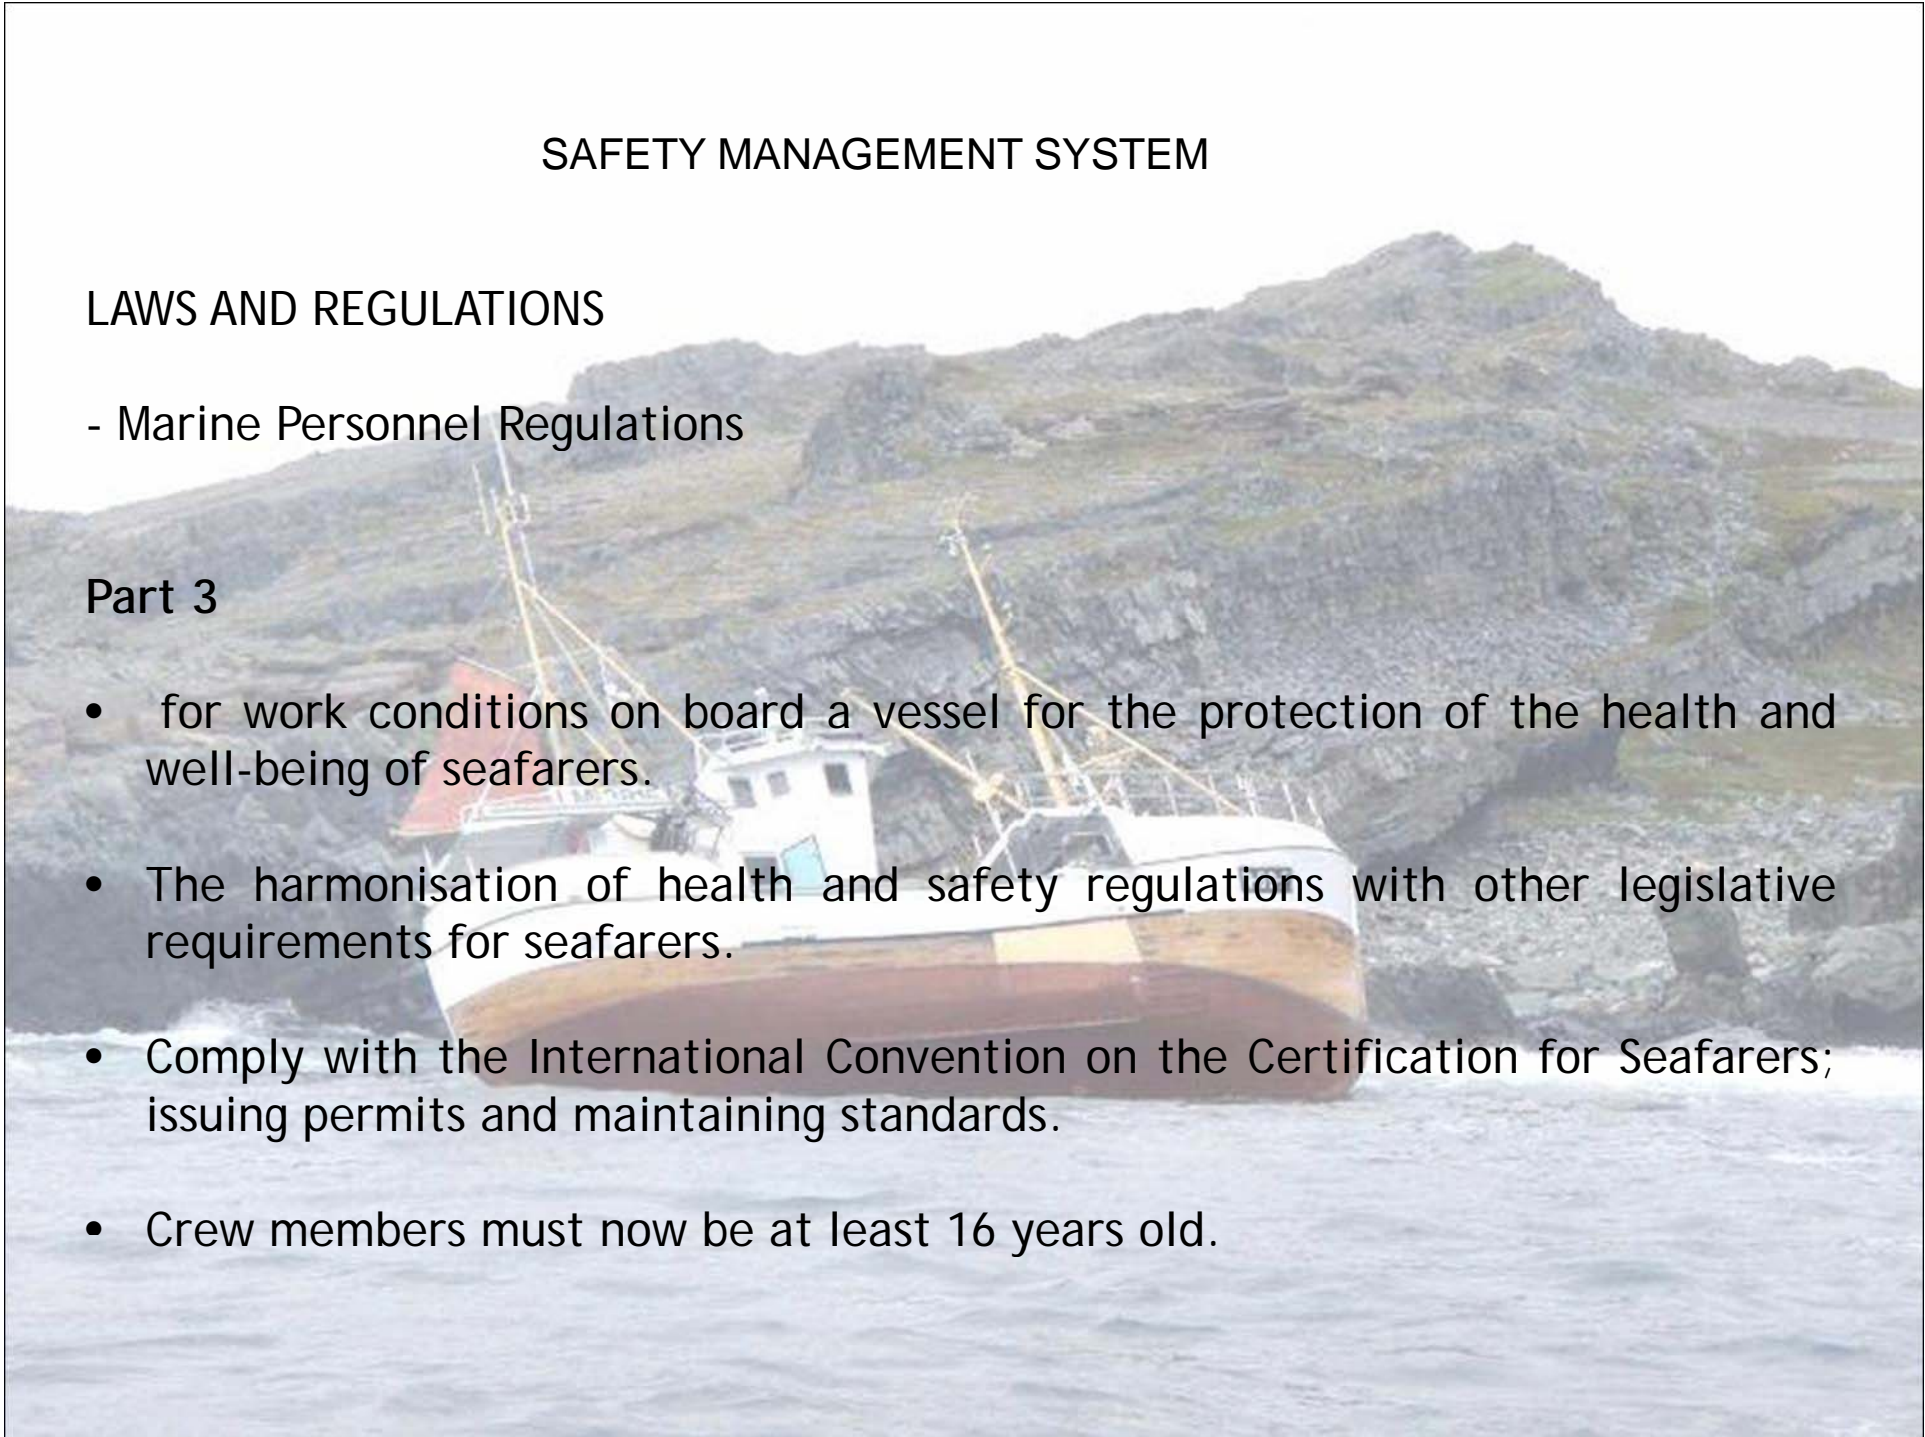 SAFETY MANAGEMENT SYSTEM
LAWS AND REGULATIONS
- Marine Personnel Regulations
Part 3
• for work conditions on board a vessel for the protection of the health and
well-being of seafarers.
• The harmonisation of health and safety regulations with other legislative
requirements for seafarers.
• Comply with the International Convention on the Certification for Seafarers;
issuing permits and maintaining standards.
• Crew members must now be at least 16 years old.